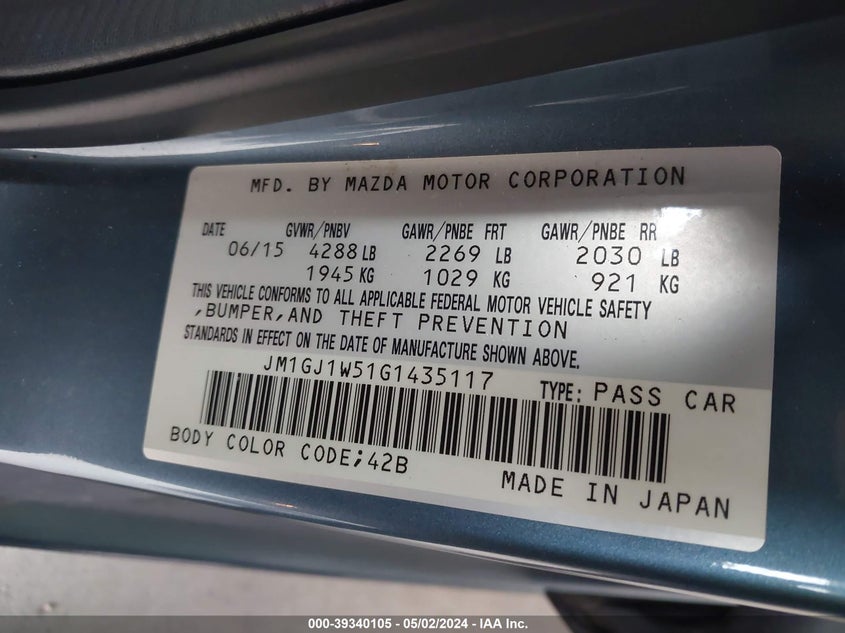 MFD. BY MAZDA MOTOR CORPORATION
DATE GVWR/PNBV GAWR/PNBE FRT GAWR/PNBE RR
06/15 4288 LB 2269 LB 2030 LB
1945 KG 1029 KG 921 KG
THIS VEHICLE CONFORMS TO ALL APPLICABLE FEDERAL MOTOR VEHICLE SAFETY
,BUMPER,AND THEFT PREVENTION
STANDARDS IN EFFECT ON THE DATE OF MANUFACTURE SHOWN ABOVE.
JM1GJ1W51G1435117 TYPE: PASS CAR
BODY COLOR CODE;42B
MADE IN JAPAN
000-39340105 - 05/02/2024 - IAA Inc.